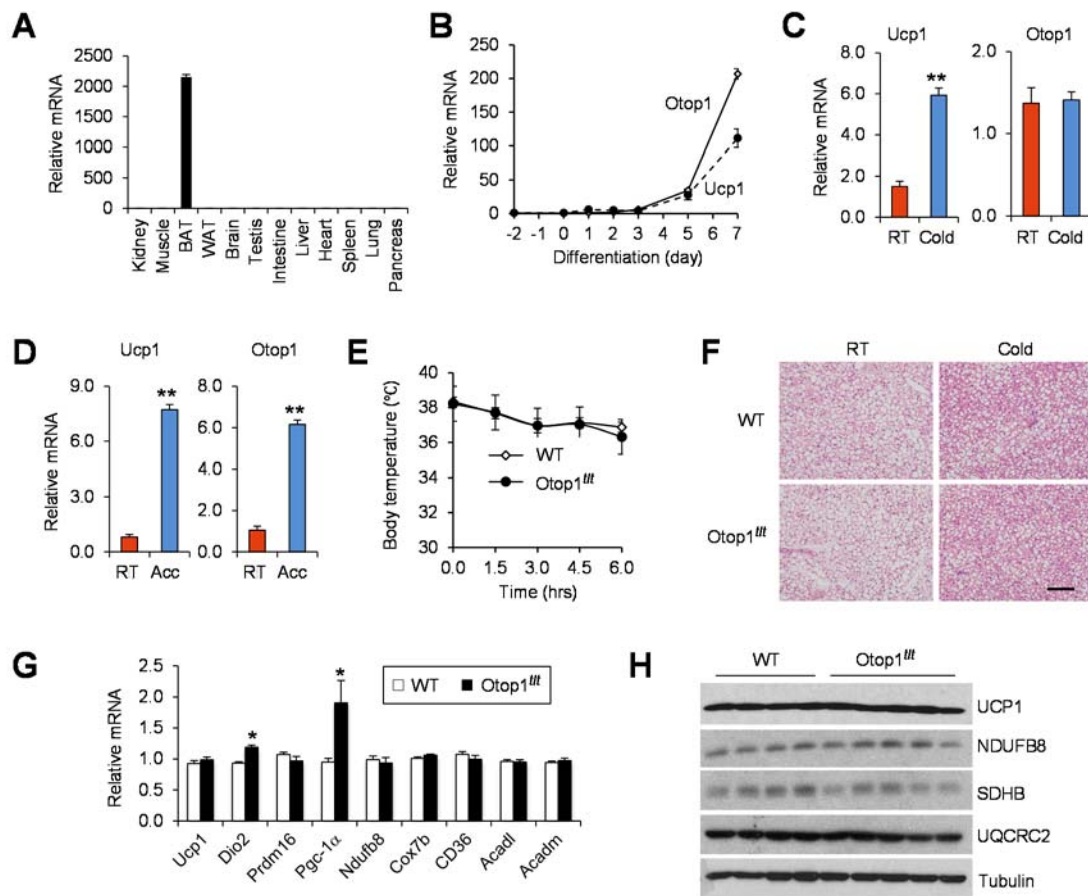 A
Relative mRNA
2500
2000
1500
1000
500
0
Kidney
Muscle
BAT
WAT
Brain
Testis
Intestine
Liver
Heart
Spleen
Lung
Pancreas
B
Relative mRNA
250
200
150
100
50
0
Otop1
Ucp1
-2 -1 0 1 2 3 4 5 6 7
Differentiation (day)
C
Ucp1
Relative mRNA
8.0
6.0
4.0
2.0
0.0
**
RT Cold
Otop1
2.0
1.0
0.0
RT Cold
D
Ucp1
Relative mRNA
9.0
6.0
3.0
0.0
**
RT Acc
Otop1
8.0
6.0
4.0
2.0
0.0
**
RT Acc
E
Body temperature (℃)
40
38
36
34
32
30
WT
Otop1tlt
0.0 1.5 3.0 4.5 6.0
Time (hrs)
F
RT Cold
WT
Otop1tlt
G
Relative mRNA
2.5
2.0
1.5
1.0
0.5
0.0
* *
WT Otop1tlt
Ucp1
Dio2
Prdm16
Pgc-1α
Ndufb8
Cox7b
CD36
Acadl
Acadm
H
WT Otop1tlt
UCP1
NDUFB8
SDHB
UQCRC2
Tubulin